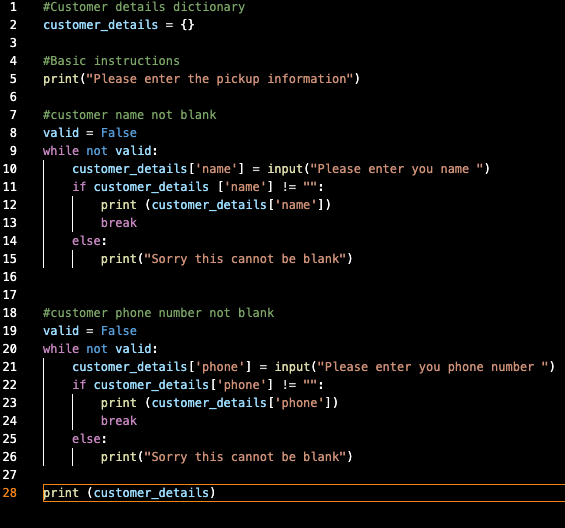 1 #Customer details dictionary
2 customer_details = {}
3
4 #Basic instructions
5 print("Please enter the pickup information")
6
7 #customer name not blank
8 valid = False
9 while not valid:
10     customer_details['name'] = input("Please enter you name ")
11     if customer_details ['name'] != "":
12         print (customer_details['name'])
13         break
14     else:
15         print("Sorry this cannot be blank")
16
17
18 #customer phone number not blank
19 valid = False
20 while not valid:
21     customer_details['phone'] = input("Please enter you phone number ")
22     if customer_details['phone'] != "":
23         print (customer_details['phone'])
24         break
25     else:
26         print("Sorry this cannot be blank")
27
28 print (customer_details)